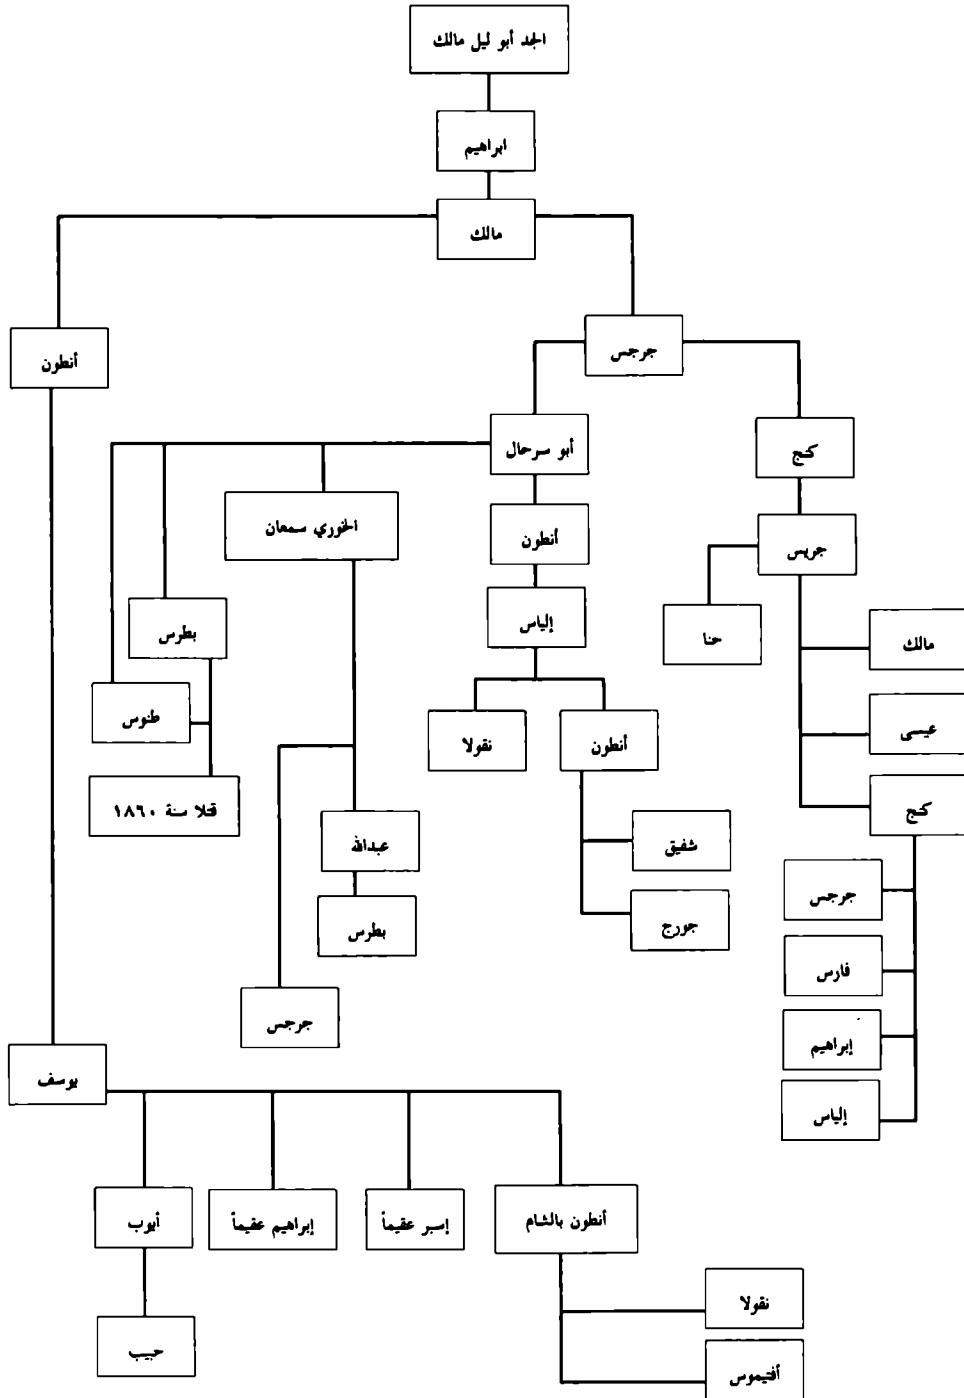 الجد أبو ليل مالك
ابراهيم
مالك
جرجس
أنطون
كنج
أبو سرحال
الخوري سمعان
أنطون
جريس
بطرس
إلياس
حنا
مالك
طنوس
نقولا
أنطون
عيسى
قتلا سنة ١٨٦٠
كنج
عبدالله
شفيق
جرجس
بطرس
جورج
فارس
جرجس
إبراهيم
يوسف
إلياس
أيوب
إبراهيم عقيماً
إسبر عقيماً
أنطون بالشام
نقولا
حبيب
أفتيموس